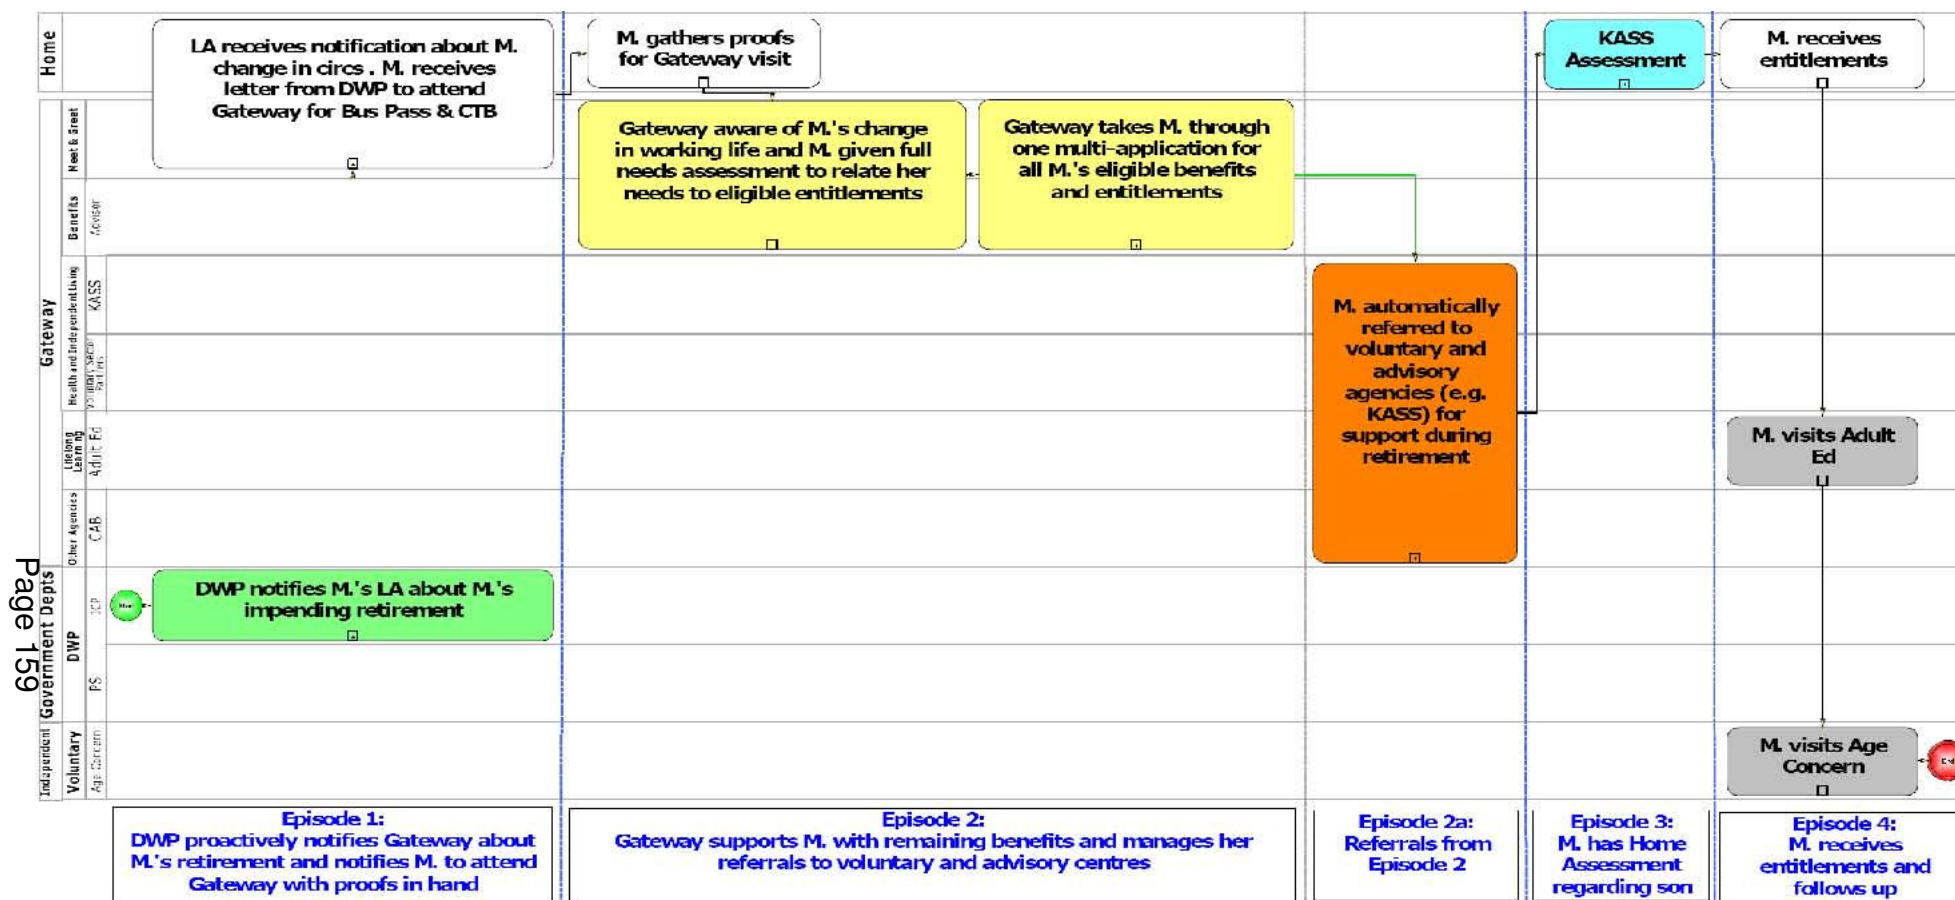 Home
LA receives notification about M.
change in circs . M. receives
letter from DWP to attend
Gateway for Bus Pass & CTB
M. gathers proofs
for Gateway visit
KASS
Assessment
M. receives
entitlements
Gateway
Meet & Greet
Benefits
Advisor
Gateway aware of M.'s change
in working life and M. given full
needs assessment to relate her
needs to eligible entitlements
Gateway takes M. through
one multi-application for
all M.'s eligible benefits
and entitlements
Health and Independent Living
KASS
Voluntary Sector
Partners
M. automatically
referred to
voluntary and
advisory
agencies (e.g.
KASS) for
support during
retirement
Lifelong
Learning
Adult Ed
M. visits Adult
Ed
Other Agencies
CAB
Government Depts
DWP
JCP
Start
DWP notifies M.'s LA about M.'s
impending retirement
PS
Independent
Voluntary
Age Concern
M. visits Age
Concern
End
Episode 1:
DWP proactively notifies Gateway about
M.'s retirement and notifies M. to attend
Gateway with proofs in hand
Episode 2:
Gateway supports M. with remaining benefits and manages her
referrals to voluntary and advisory centres
Episode 2a:
Referrals from
Episode 2
Episode 3:
M. has Home
Assessment
regarding son
Episode 4:
M. receives
entitlements and
follows up
Page 159